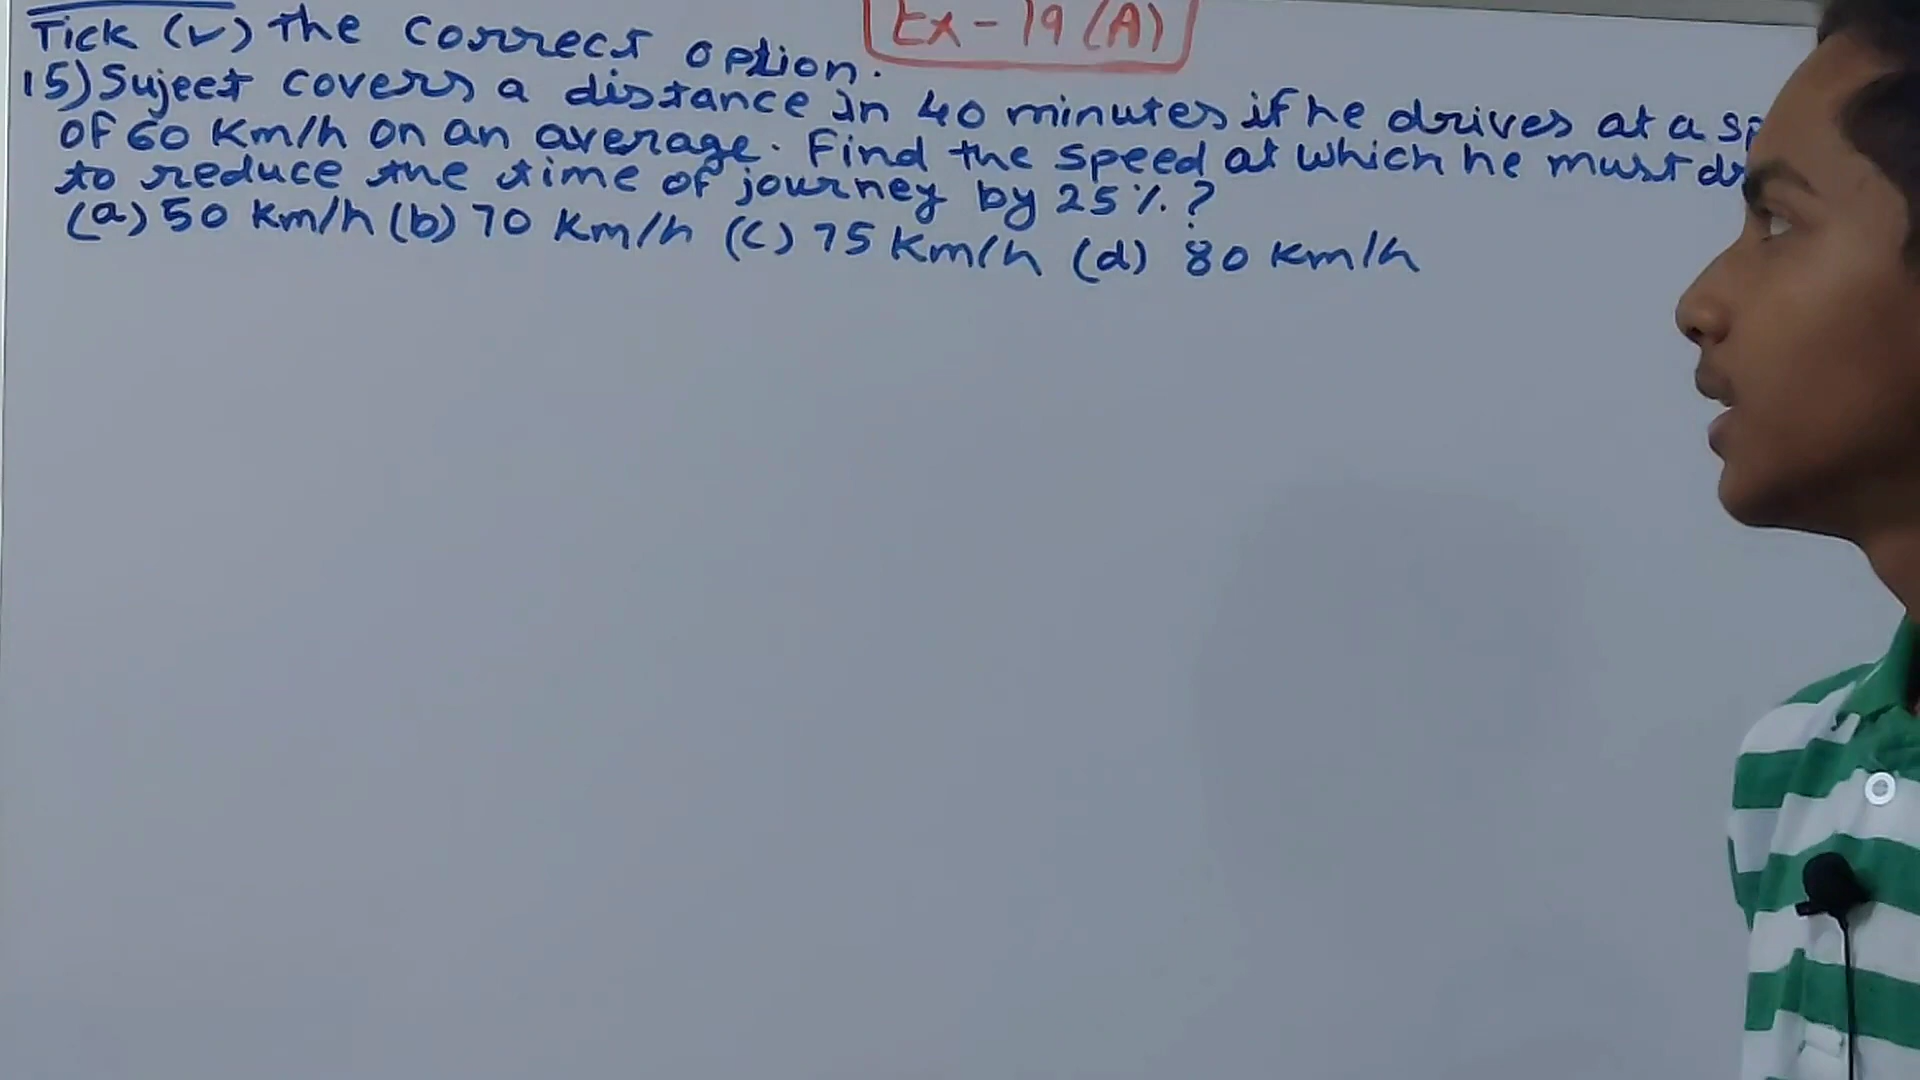 Ex-19(A)
Tick (✓) the correct option.
15) Sujeet covers a distance in 40 minutes if he drives at a
of 60 Km/h on an average. Find the speed at which he must
to reduce the time of journey by 25%.?
(a) 50 Km/h (b) 70 Km/h (c) 75 Km/h (d) 80 Km/h